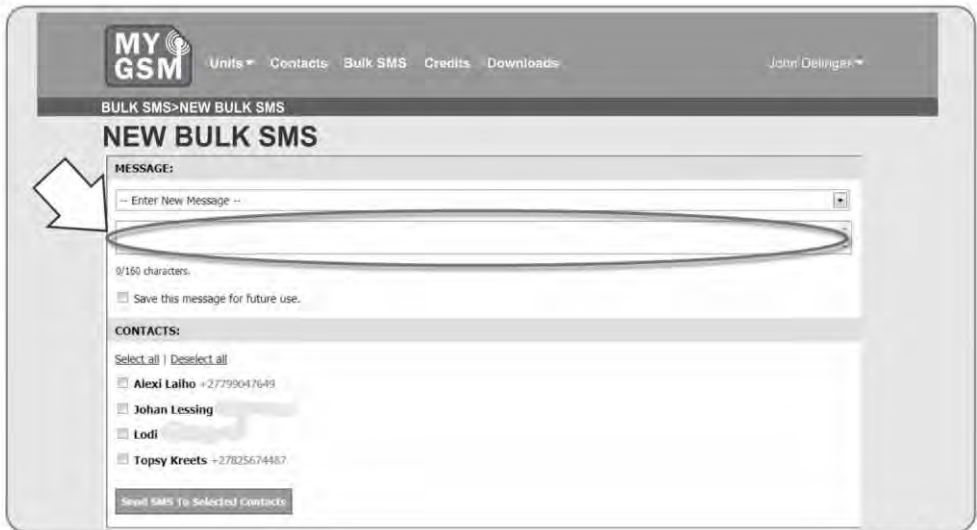 MY
GSM
Units Contacts Bulk SMS Credits Downloads
John Delinger
BULK SMS>NEW BULK SMS
NEW BULK SMS
MESSAGE:
-- Enter New Message --
0/160 characters.
Save this message for future use.
CONTACTS:
Select all | Deselect all
Alexi Laiho +27799047649
Johan Lessing
Lodi
Topsy Kreets +27825674487
Send SMS To Selected Contacts